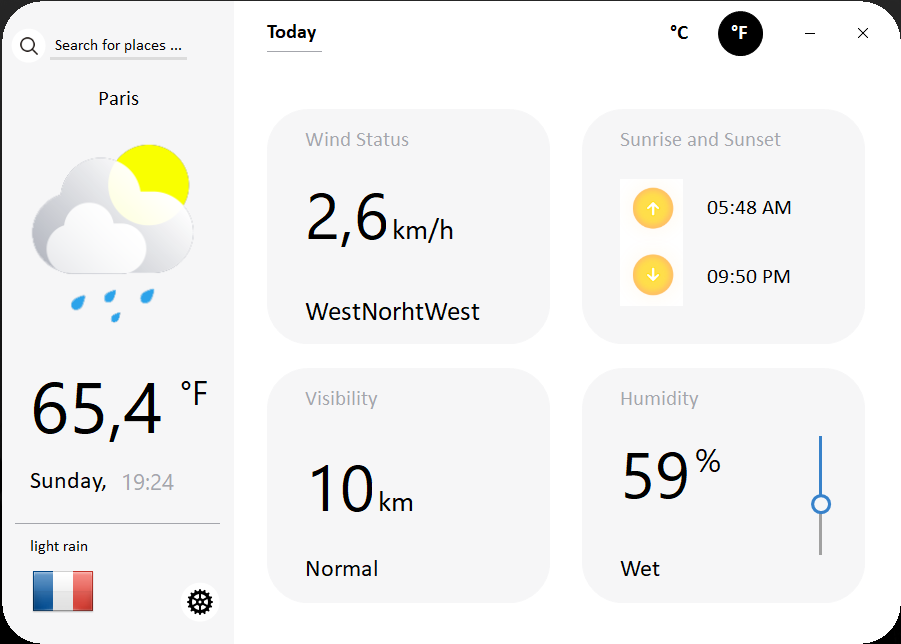 Search for places ...
Paris
65,4 °F
Sunday, 19:24
light rain
Today
°C
°F
Wind Status
2,6 km/h
WestNorhtWest
Sunrise and Sunset
05:48 AM
09:50 PM
Visibility
10 km
Normal
Humidity
59 %
Wet